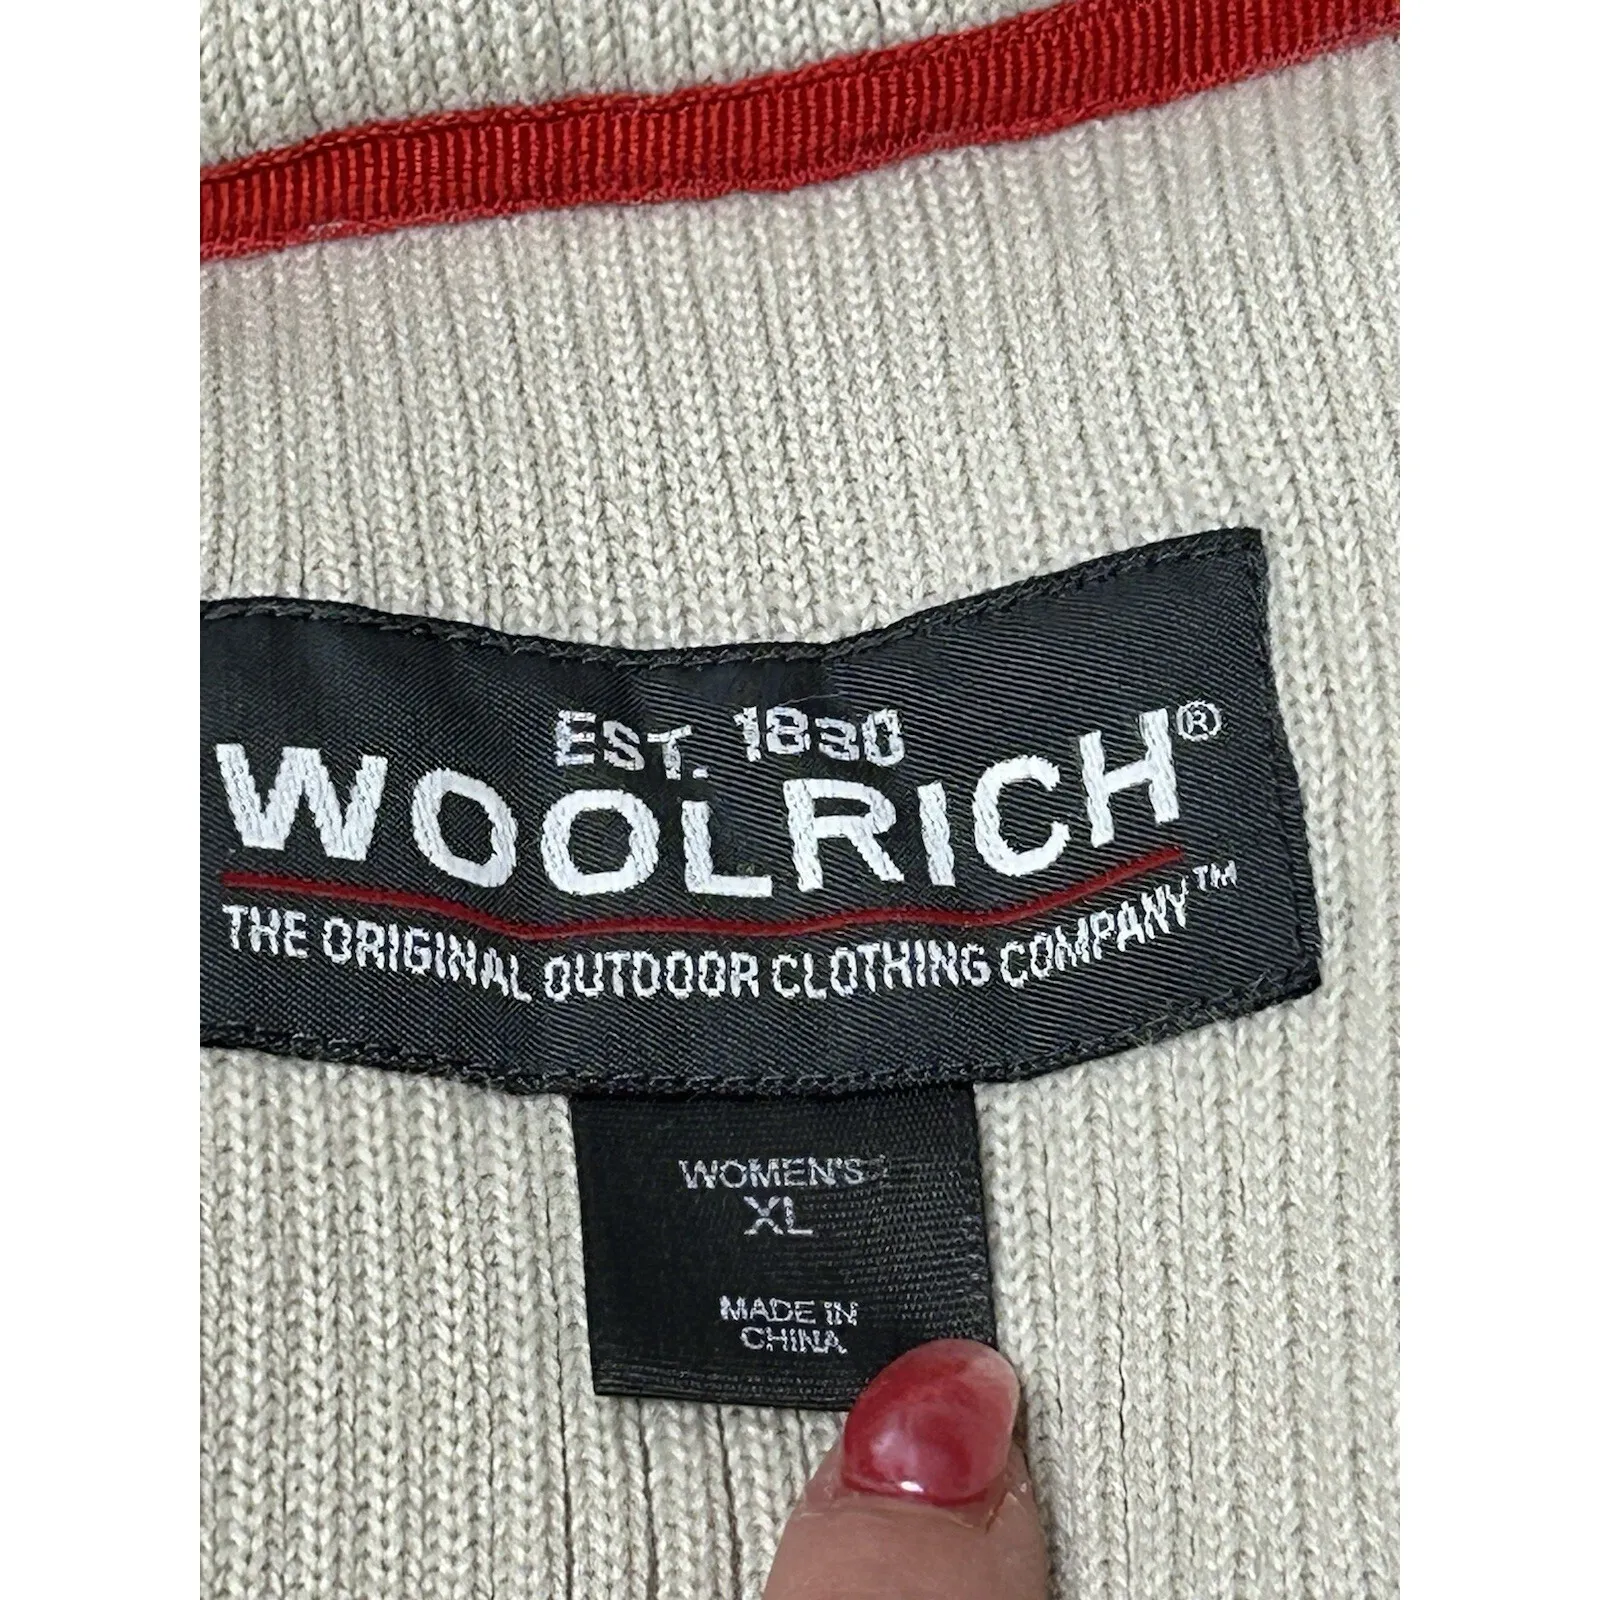 EST. 1830
WOOLRICH®
THE ORIGINAL OUTDOOR CLOTHING COMPANY™
WOMEN'S
XL
MADE IN
CHINA